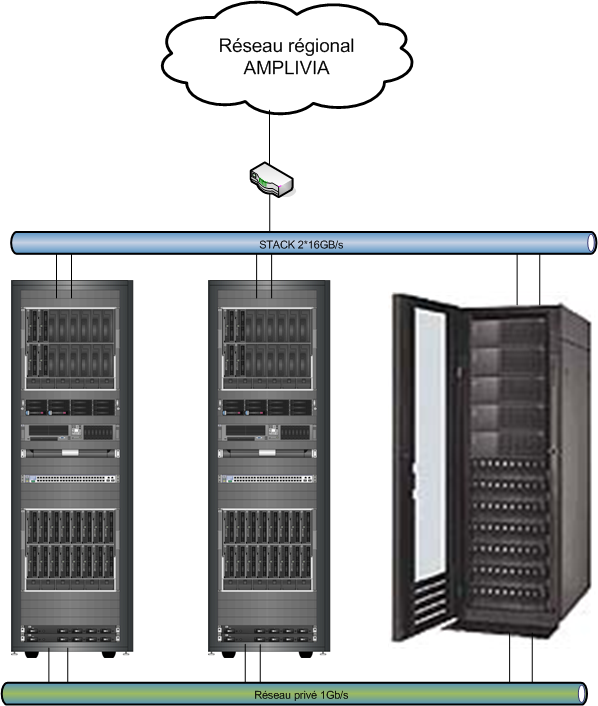 Réseau régional
AMPLIVIA
STACK 2*16GB/s
Réseau privé 1Gb/s